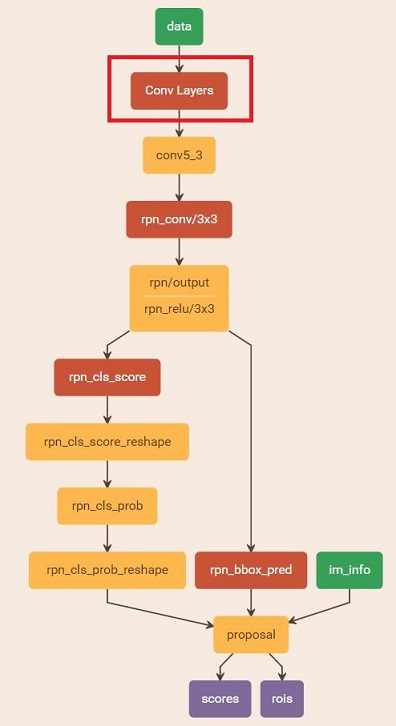 data
Conv Layers
conv5_3
rpn_conv/3x3
rpn/output
rpn_relu/3x3
rpn_cls_score
rpn_cls_score_reshape
rpn_cls_prob
rpn_cls_prob_reshape
rpn_bbox_pred
im_info
proposal
scores
rois